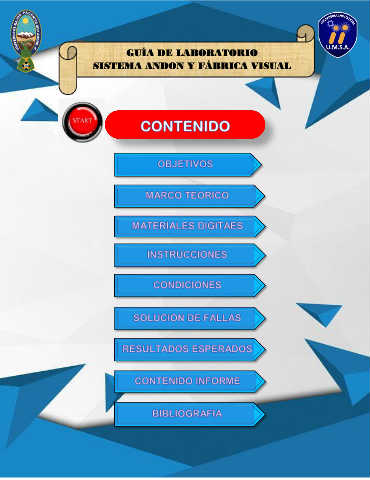 GUÍA DE LABORATORIO
SISTEMA ANDON Y FÁBRICA VISUAL
U.M.S.A.
START
CONTENIDO
OBJETIVOS
MARCO TEORICO
MATERIALES DIGITAES
INSTRUCCIONES
CONDICIONES
SOLUCION DE FALLAS
RESULTADOS ESPERADOS
CONTENIDO INFORME
BIBLIOGRAFIA